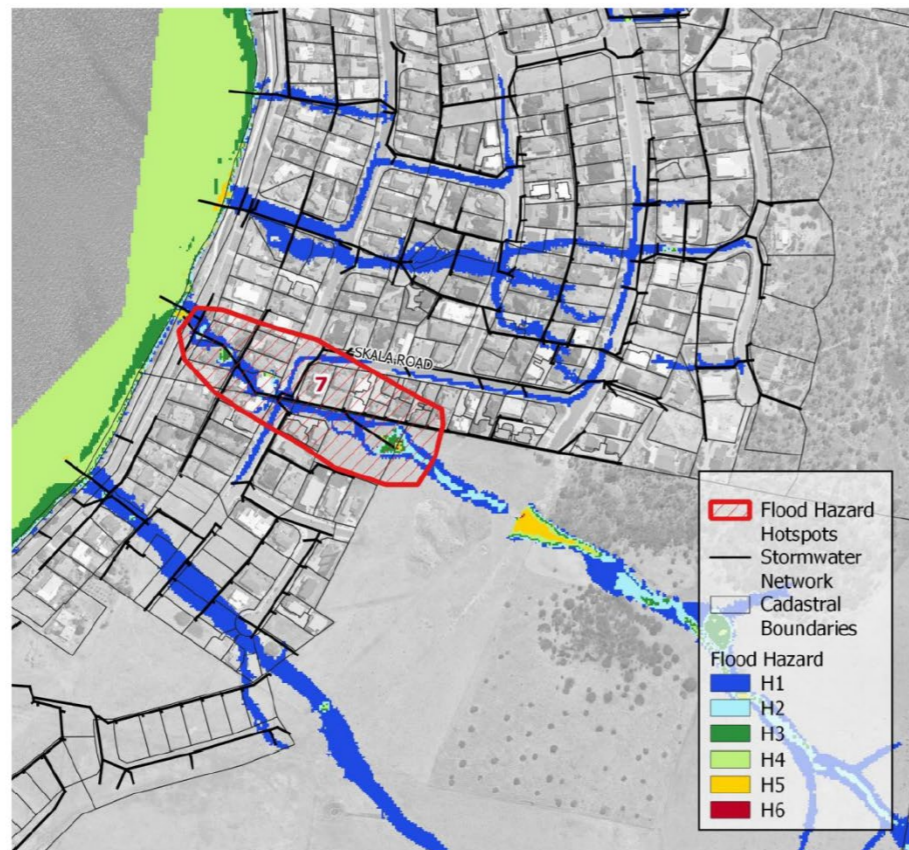 SKALA ROAD
7
Flood Hazard
Hotspots
Stormwater
Network
Cadastral
Boundaries
Flood Hazard
H1
H2
H3
H4
H5
H6